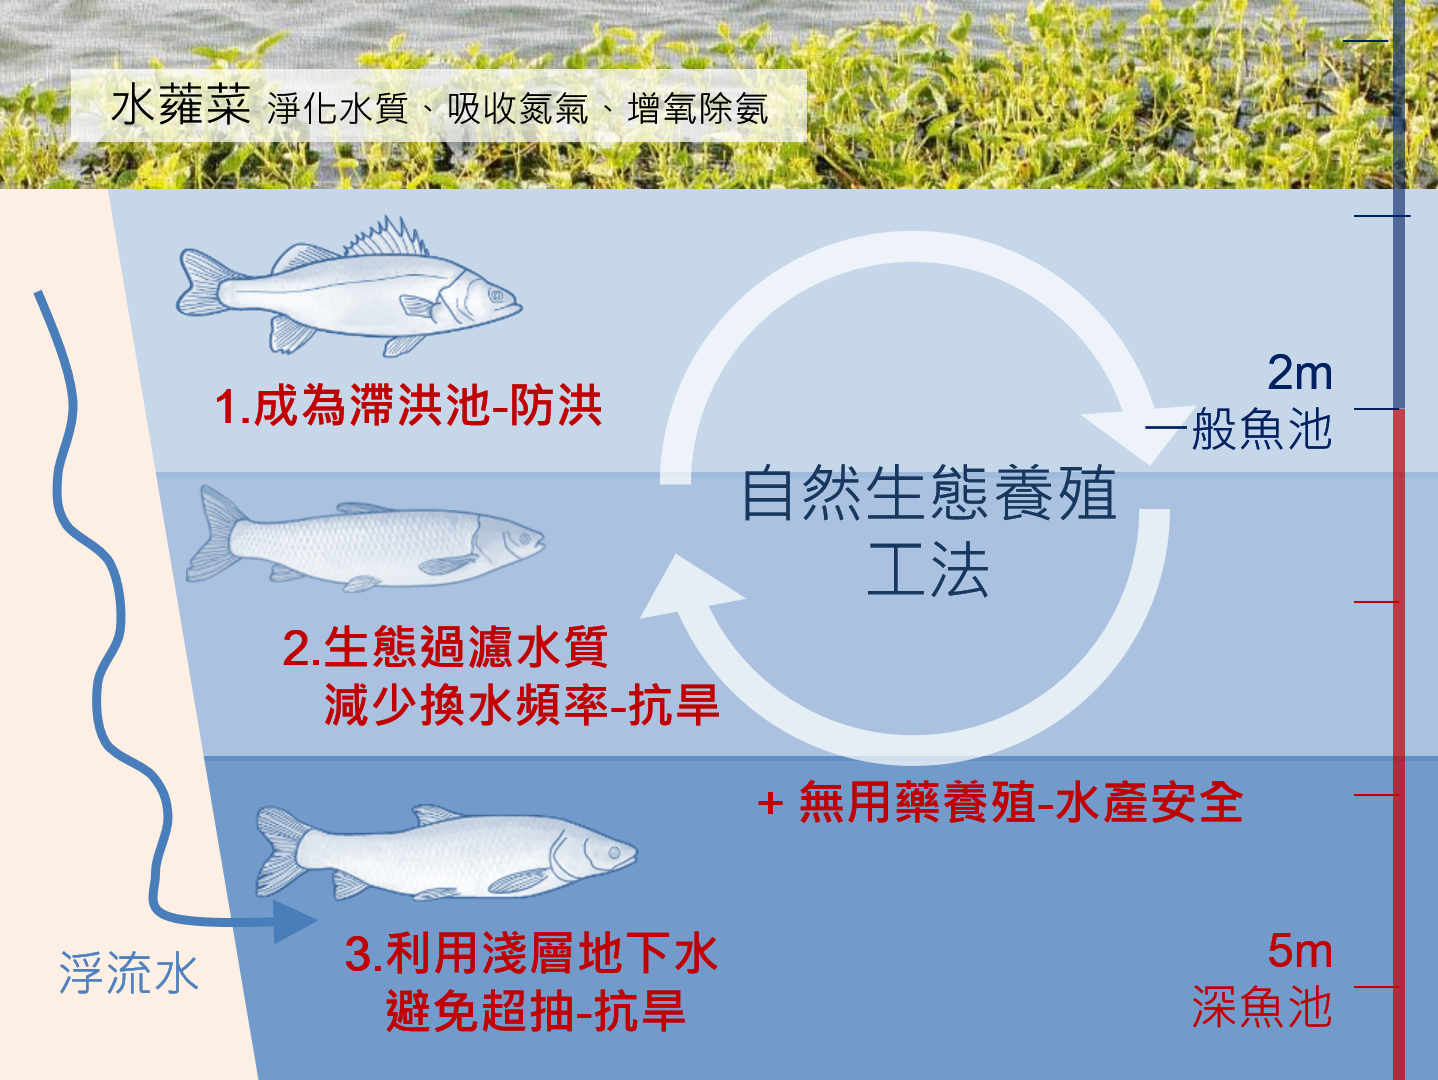 水蕹菜 淨化水質、吸收氮氣、增氧除氨
1.成為滯洪池-防洪
2m
一般魚池
自然生態養殖
工法
2.生態過濾水質
減少換水頻率-抗旱
+ 無用藥養殖-水產安全
3.利用淺層地下水
避免超抽-抗旱
浮流水
5m
深魚池